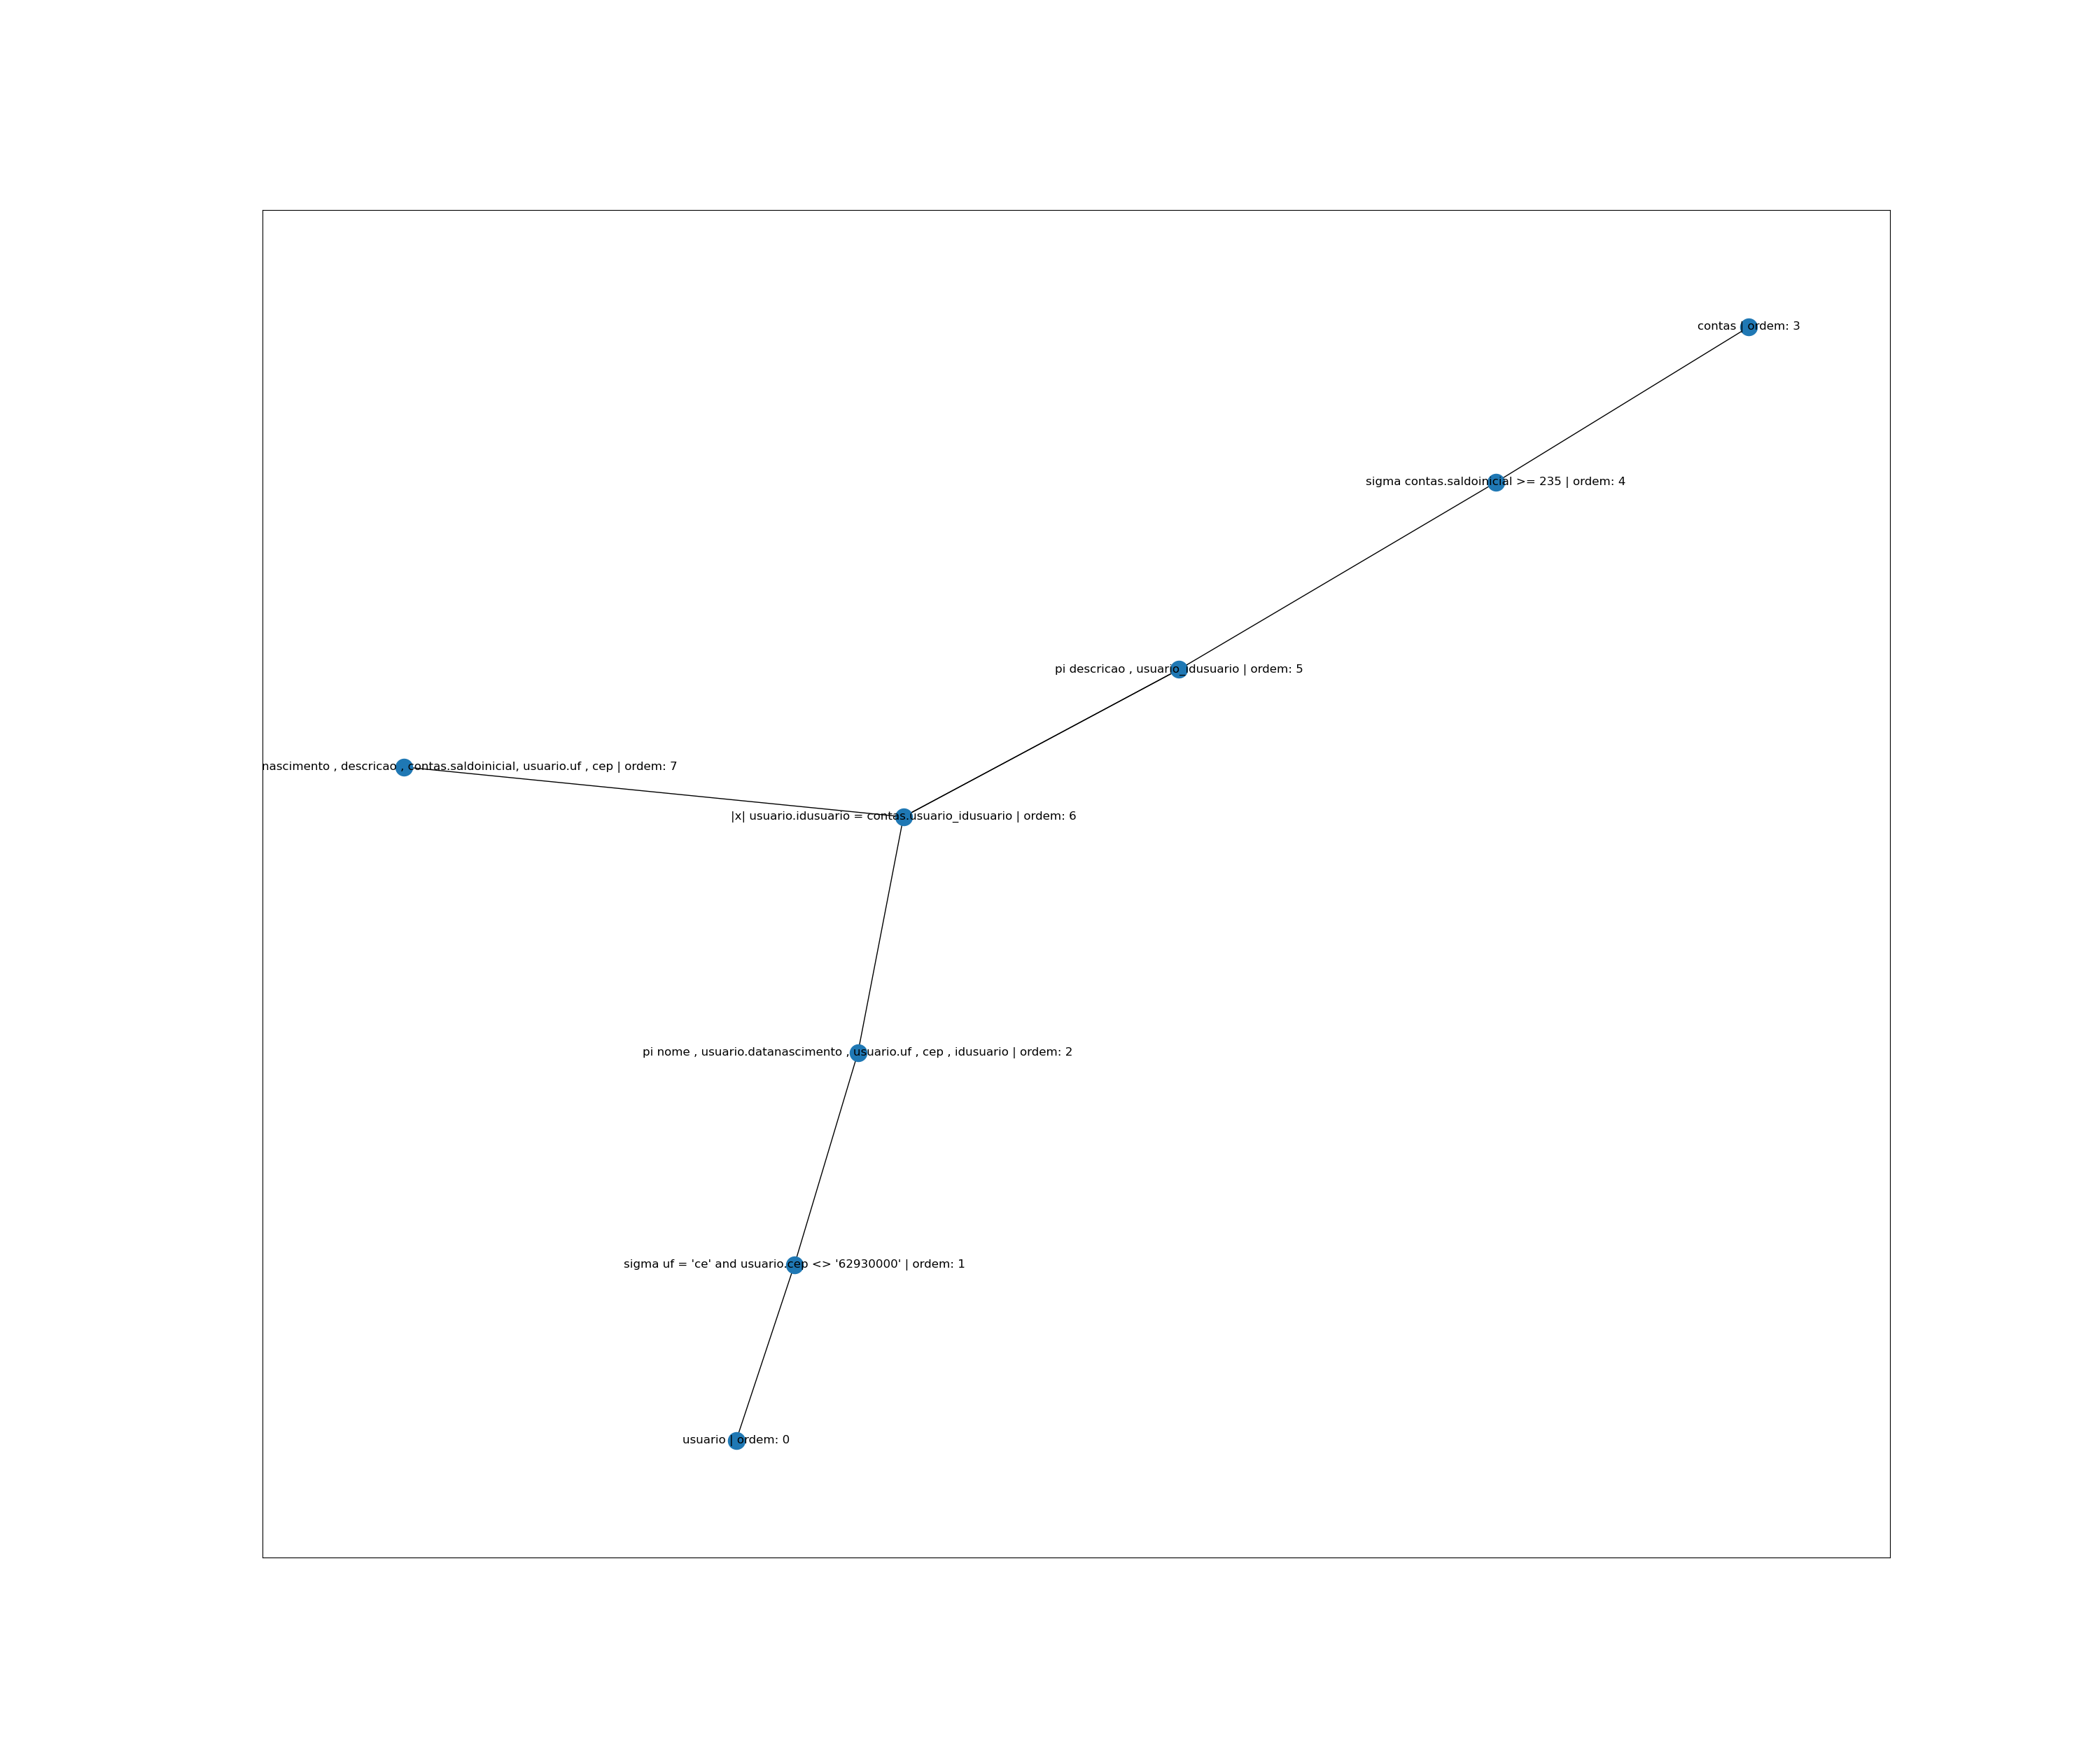 contas | ordem: 3
sigma contas.saldoinicial >= 235 | ordem: 4
pi descricao , usuario_idusuario | ordem: 5
nascimento , descricao , contas.saldoinicial, usuario.uf , cep | ordem: 7
|x| usuario.idusuario = contas.usuario_idusuario | ordem: 6
pi nome , usuario.datanascimento , usuario.uf , cep , idusuario | ordem: 2
sigma uf = 'ce' and usuario.cep <> '62930000' | ordem: 1
usuario | ordem: 0